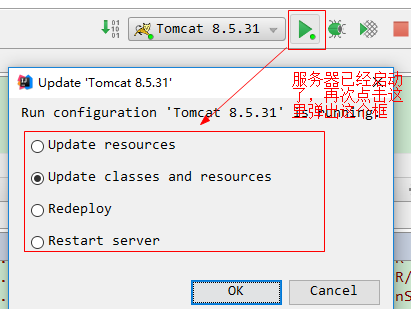 Tomcat 8.5.31
Update 'Tomcat 8.5.31'
服务器已经启动
了，再次点击这
里弹出这个框
Run configuration 'Tomcat 8.5.31' is running.
Update resources
Update classes and resources
Redeploy
Restart server
OK
Cancel
R/
nS